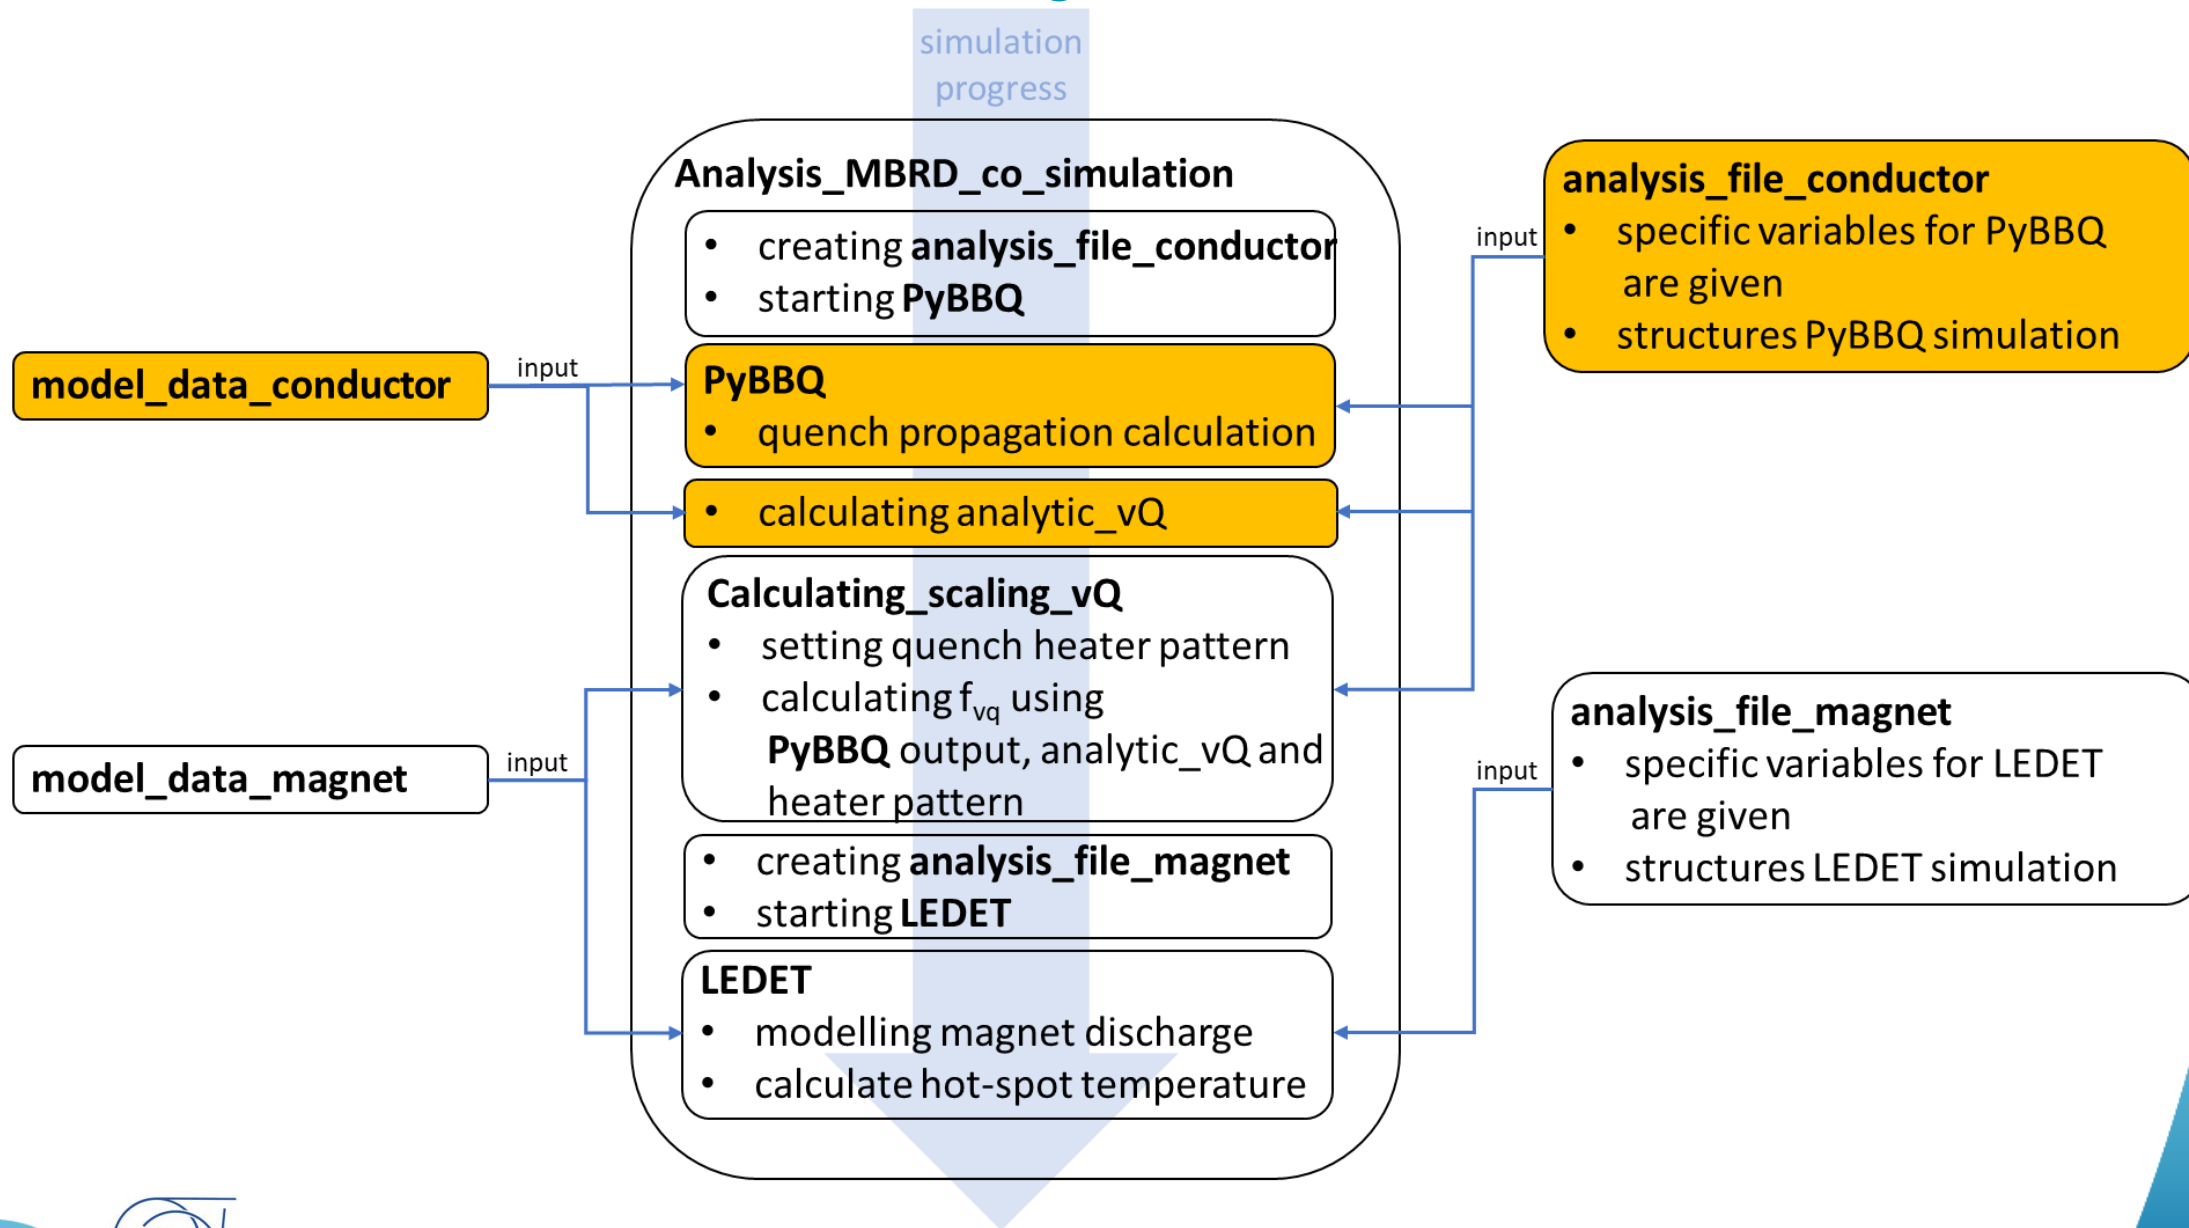 simulation
progress
Analysis_MBRD_co_simulation
• creating analysis_file_conductor
• starting PyBBQ
model_data_conductor
input
PyBBQ
• quench propagation calculation
• calculating analytic_vQ
input
analysis_file_conductor
• specific variables for PyBBQ
are given
• structures PyBBQ simulation
Calculating_scaling_vQ
• setting quench heater pattern
• calculating fvq using
PyBBQ output, analytic_vQ and
heater pattern
model_data_magnet
input
• creating analysis_file_magnet
• starting LEDET
LEDET
• modelling magnet discharge
• calculate hot-spot temperature
input
analysis_file_magnet
• specific variables for LEDET
are given
• structures LEDET simulation